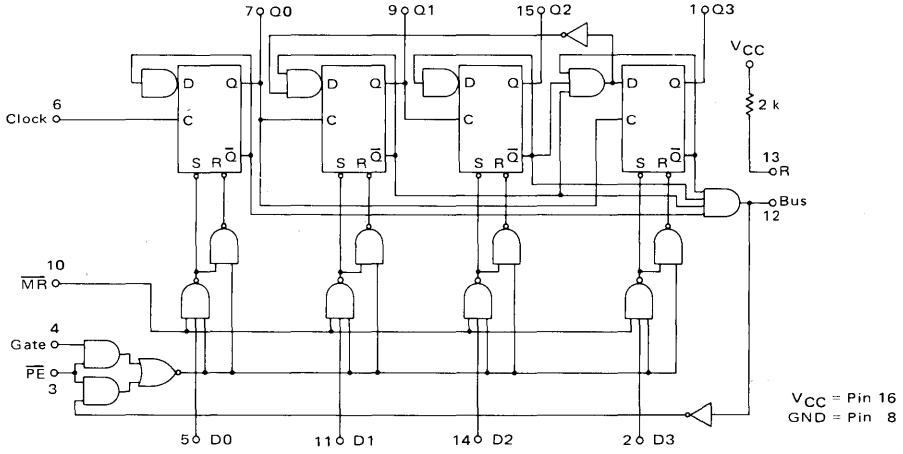 7 Q0
9 Q1
15 Q2
1 Q3
VCC
2 k
13
R
D Q
D Q
D Q
D Q
6
Clock
C
C
C
C
Q
Q
Q
Q
S R
S R
S R
S R
Bus
12
10
MR
4
Gate
PE
3
VCC = Pin 16
GND = Pin 8
5 D0
11 D1
14 D2
2 D3